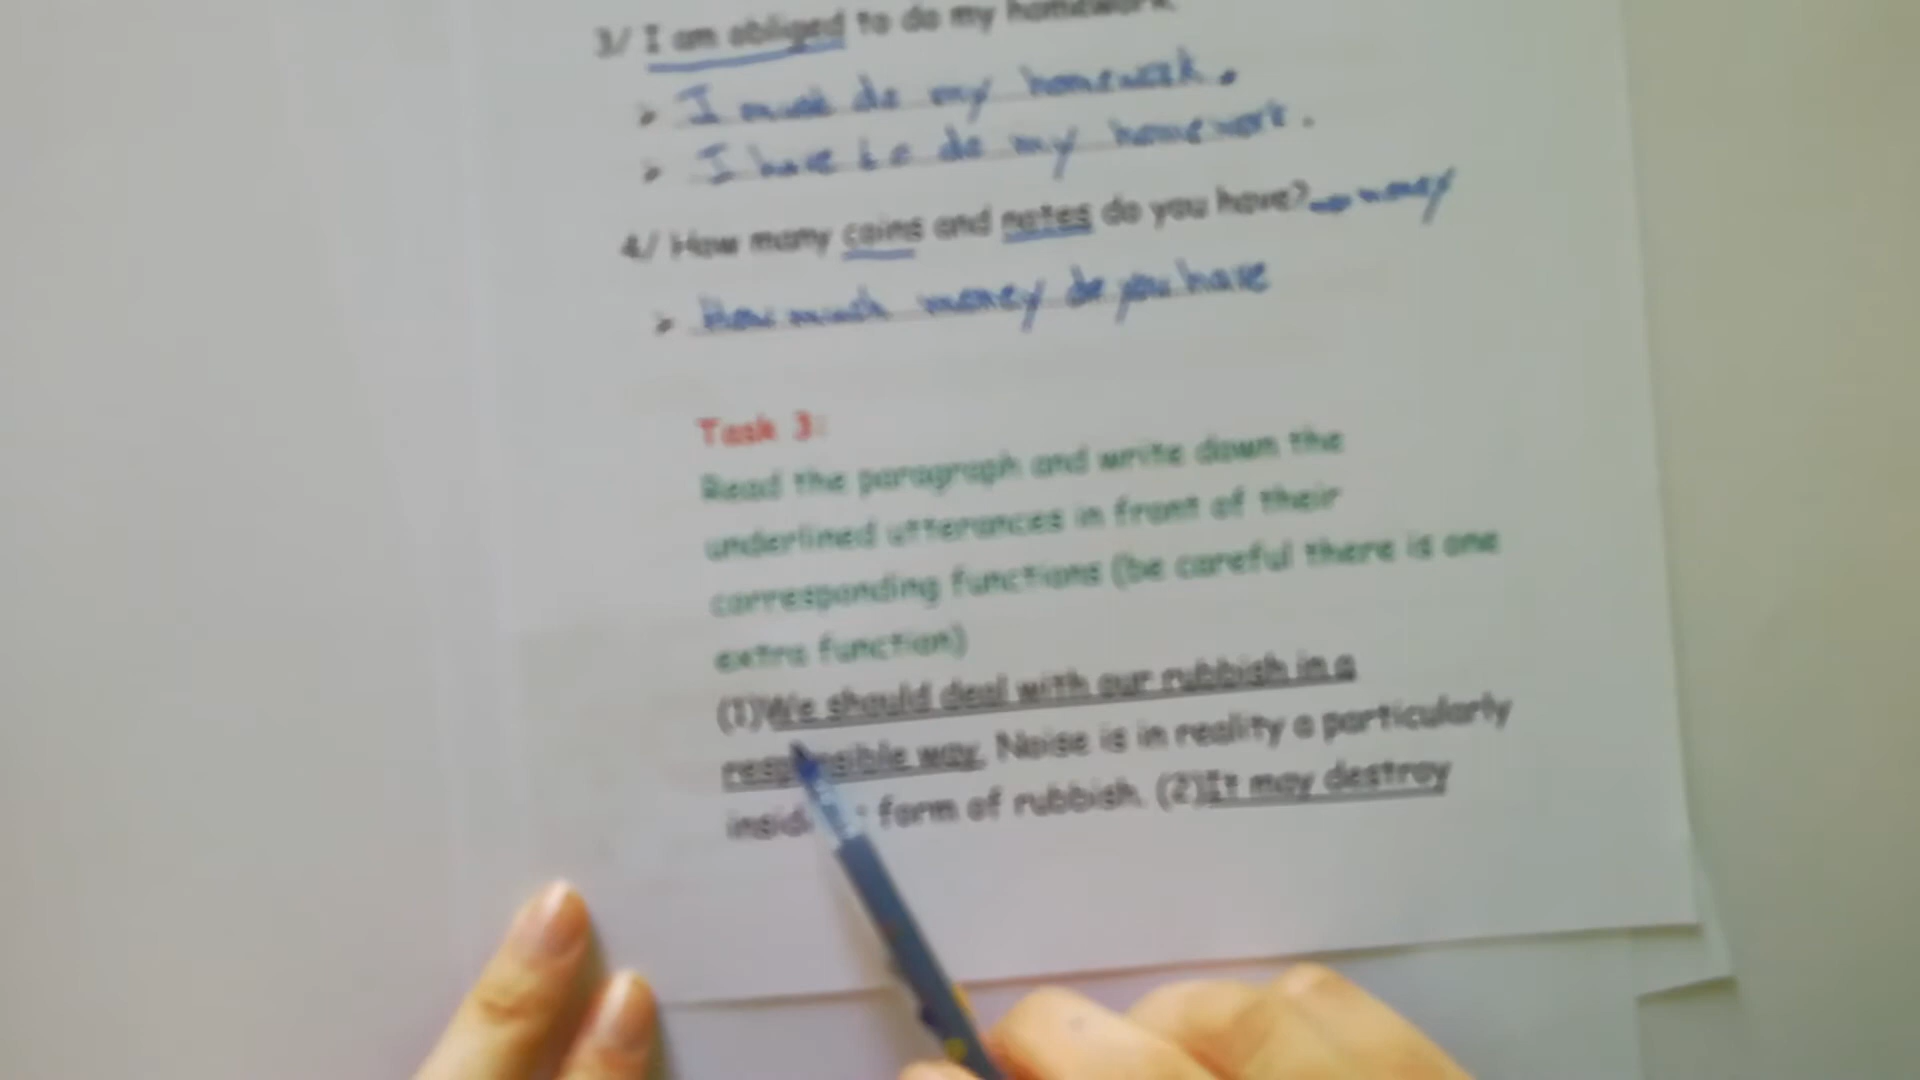 3/ I am obliged to do my homework.
I must do my homework.
I have to do my homework.
4/ How many coins and notes do you have? → money
How much money do you have
Task 3:
Read the paragraph and write down the
underlined utterances in front of their
corresponding functions (be careful there is one
extra function)
(1)We should deal with our rubbish in a
responsible way. Noise is in reality a particularly
form of rubbish. (2)It may destroy